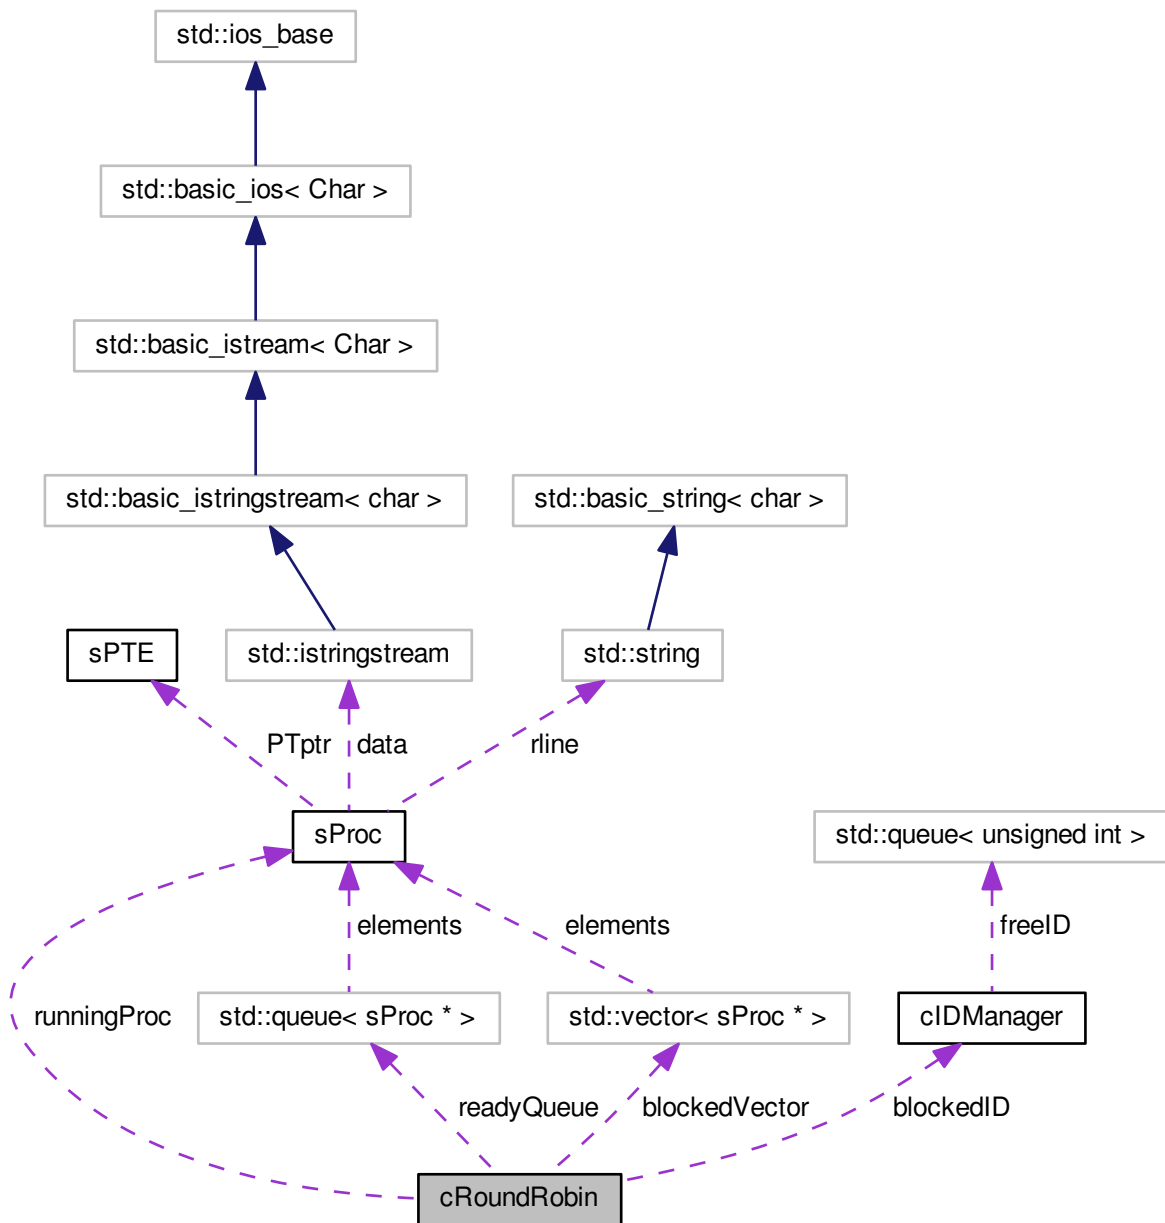 std::ios_base
std::basic_ios< Char >
std::basic_istream< Char >
std::basic_istringstream< char >
std::basic_string< char >
sPTE
std::istringstream
std::string
PTptr
data
rline
sProc
std::queue< unsigned int >
elements
elements
freeID
runningProc
std::queue< sProc * >
std::vector< sProc * >
cIDManager
readyQueue
blockedVector
blockedID
cRoundRobin